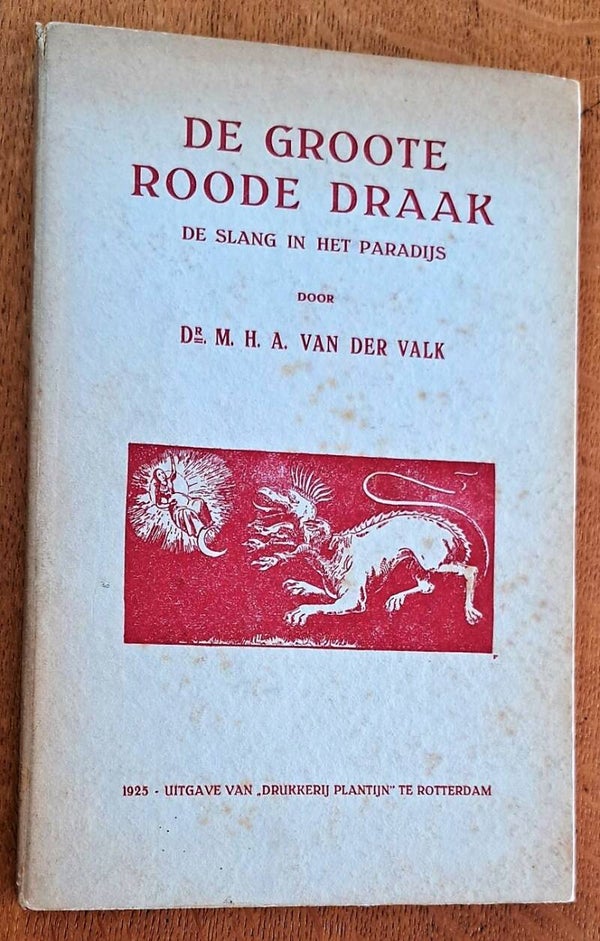 DE GROOTE
ROODE DRAAK
DE SLANG IN HET PARADIJS
DOOR
DR. M. H. A. VAN DER VALK
1925 - UITGAVE VAN „DRUKKERIJ PLANTIJN” TE ROTTERDAM